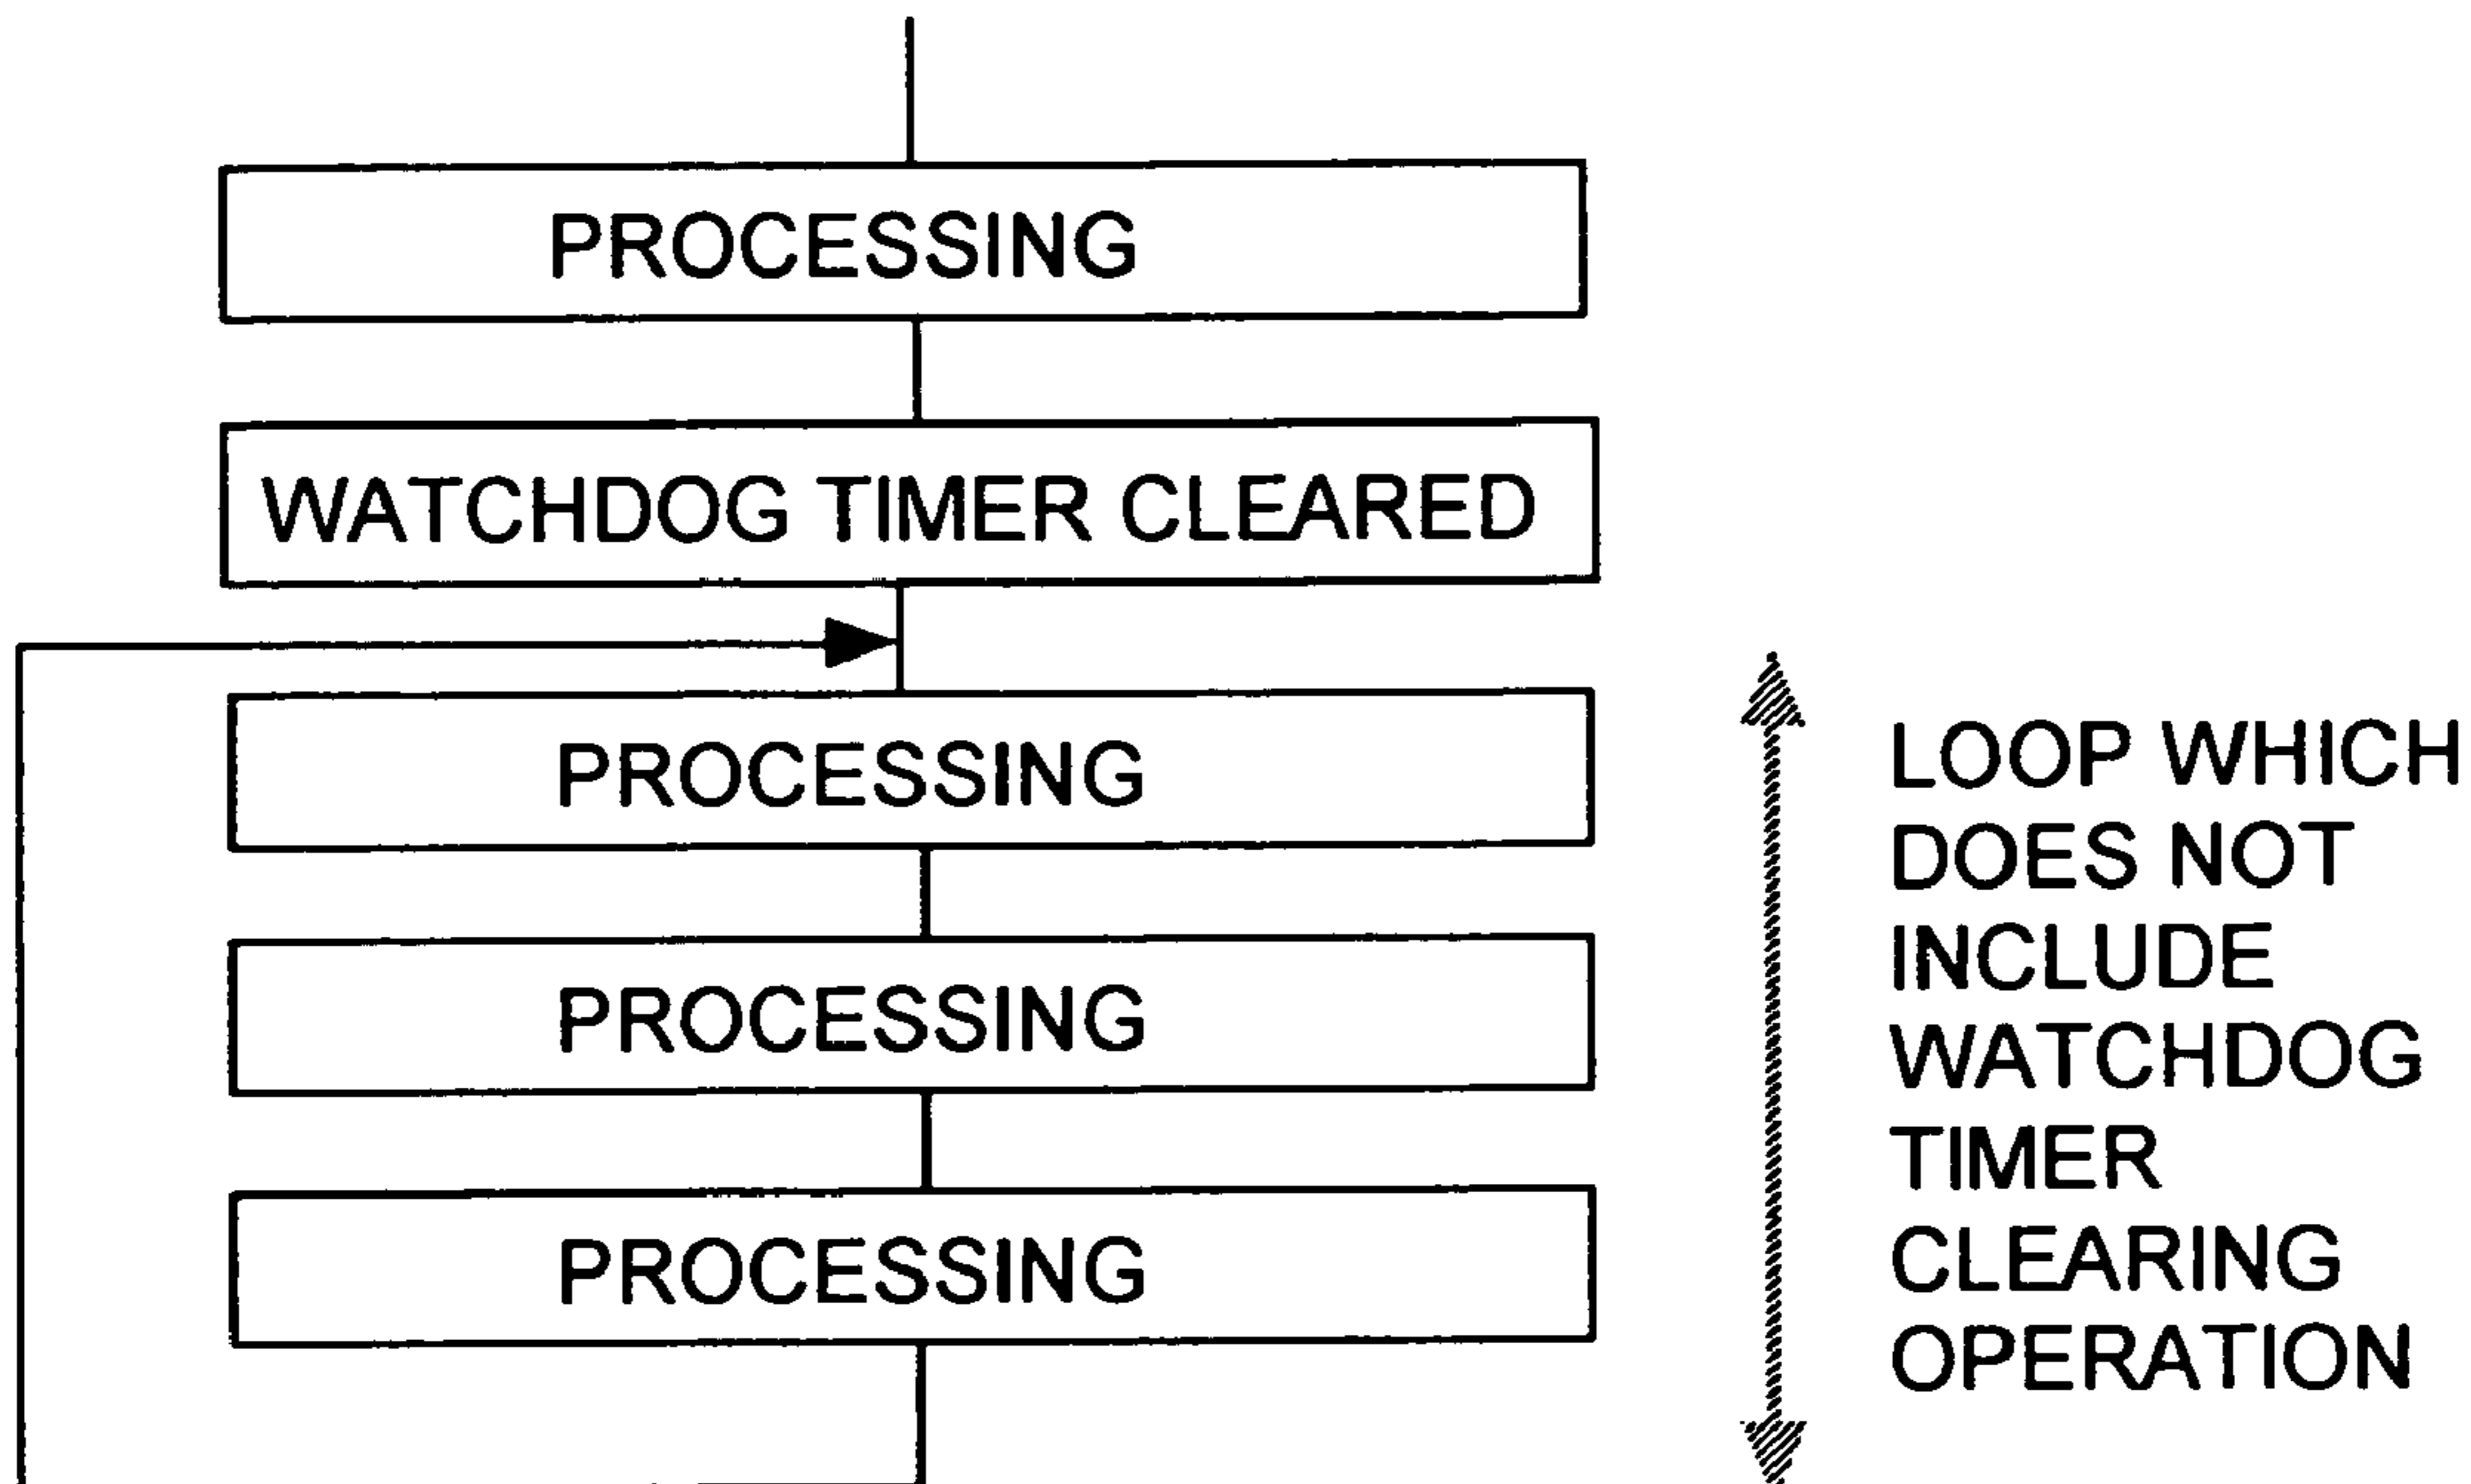 PROCESSING
WATCHDOG TIMER CLEARED
PROCESSING
PROCESSING
PROCESSING
LOOP WHICH
DOES NOT
INCLUDE
WATCHDOG
TIMER
CLEARING
OPERATION